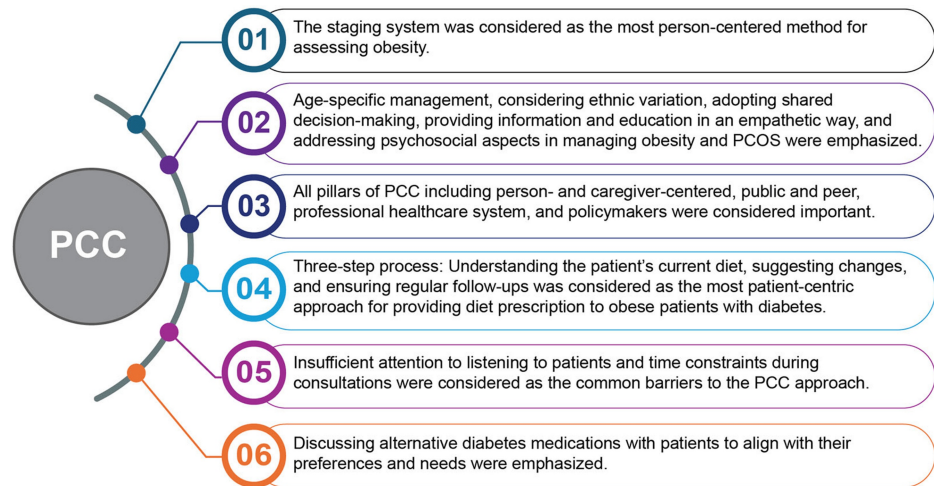 PCC
01
The staging system was considered as the most person-centered method for
assessing obesity.
02
Age-specific management, considering ethnic variation, adopting shared
decision-making, providing information and education in an empathetic way, and
addressing psychosocial aspects in managing obesity and PCOS were emphasized.
03
All pillars of PCC including person- and caregiver-centered, public and peer,
professional healthcare system, and policymakers were considered important.
04
Three-step process: Understanding the patient's current diet, suggesting changes,
and ensuring regular follow-ups was considered as the most patient-centric
approach for providing diet prescription to obese patients with diabetes.
05
Insufficient attention to listening to patients and time constraints during
consultations were considered as the common barriers to the PCC approach.
06
Discussing alternative diabetes medications with patients to align with their
preferences and needs were emphasized.